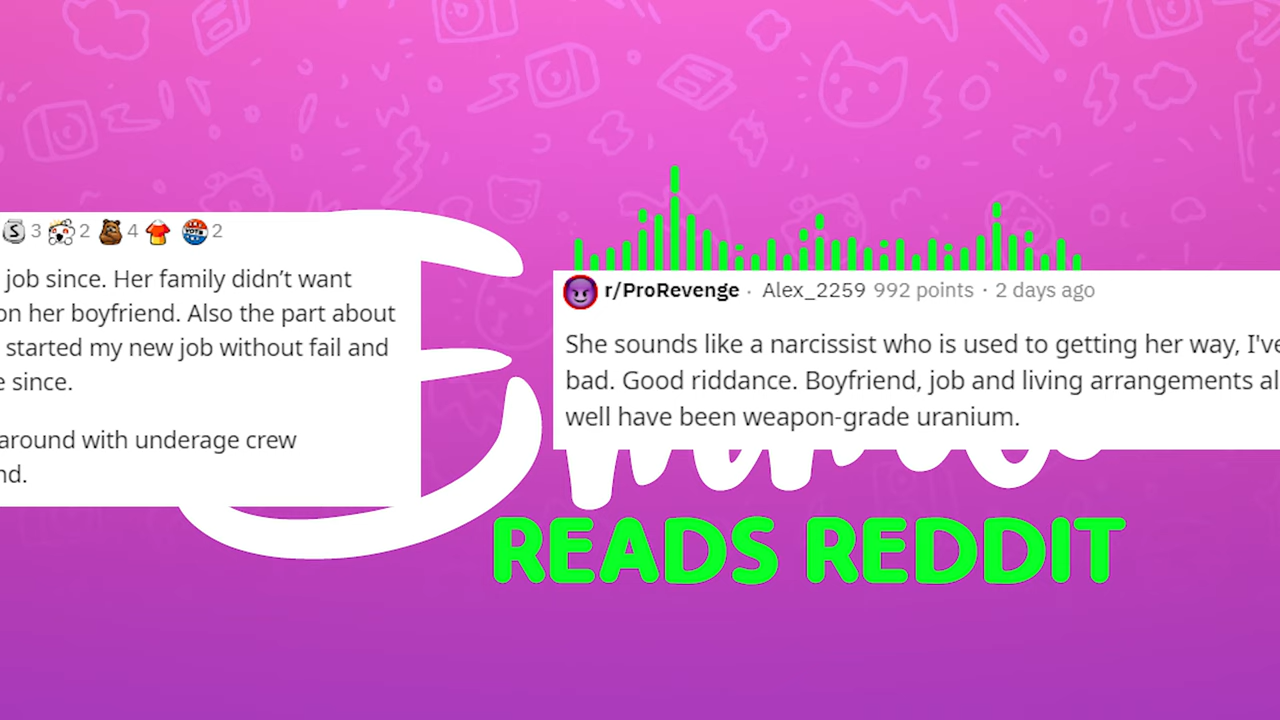 3 2 4 2
job since. Her family didn’t want
on her boyfriend. Also the part about
started my new job without fail and
since.
around with underage crew
r/ProRevenge · Alex_2259 992 points · 2 days ago
She sounds like a narcissist who is used to getting her way, I've
bad. Good riddance. Boyfriend, job and living arrangements
well have been weapon-grade uranium.
READS REDDIT